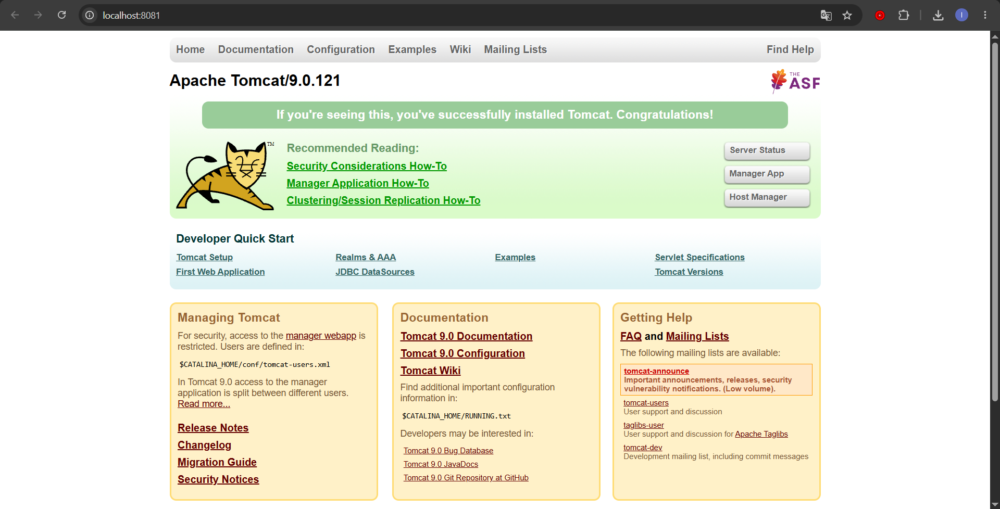 localhost:8081
Home Documentation Configuration Examples Wiki Mailing Lists Find Help
Apache Tomcat/9.0.121
THE
ASF
If you're seeing this, you've successfully installed Tomcat. Congratulations!
TM
Recommended Reading:
Security Considerations How-To
Manager Application How-To
Clustering/Session Replication How-To
Server Status
Manager App
Host Manager
Developer Quick Start
Tomcat Setup
First Web Application
Realms & AAA
JDBC DataSources
Examples
Servlet Specifications
Tomcat Versions
Managing Tomcat
For security, access to the manager webapp is
restricted. Users are defined in:
$CATALINA_HOME/conf/tomcat-users.xml
In Tomcat 9.0 access to the manager
application is split between different users.
Read more...
Release Notes
Changelog
Migration Guide
Security Notices
Documentation
Tomcat 9.0 Documentation
Tomcat 9.0 Configuration
Tomcat Wiki
Find additional important configuration
information in:
$CATALINA_HOME/RUNNING.txt
Developers may be interested in:
Tomcat 9.0 Bug Database
Tomcat 9.0 JavaDocs
Tomcat 9.0 Git Repository at GitHub
Getting Help
FAQ and Mailing Lists
The following mailing lists are available:
tomcat-announce
Important announcements, releases, security
vulnerability notifications. (Low volume).
tomcat-users
User support and discussion
taglibs-user
User support and discussion for Apache Taglibs
tomcat-dev
Development mailing list, including commit messages